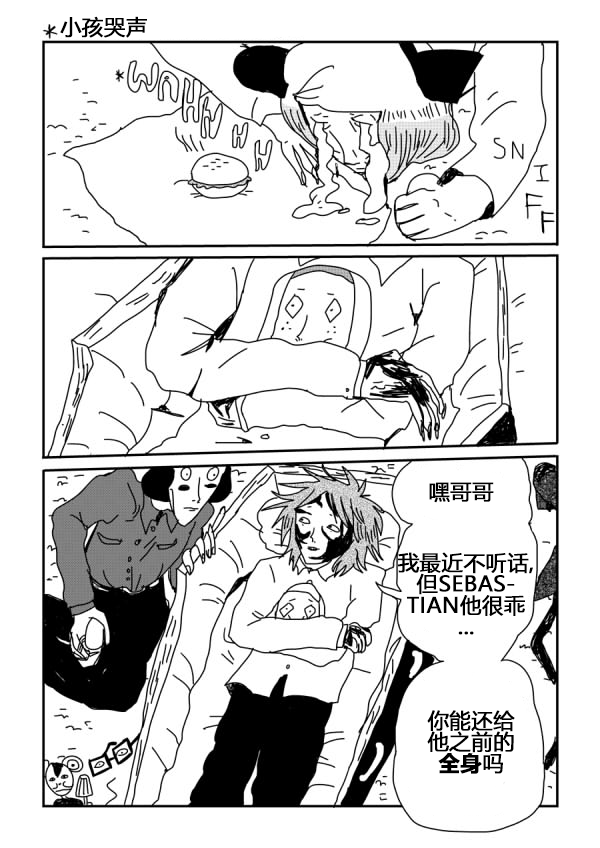 *小孩哭声
*WAHH H H
SNIFF
嘿哥哥
我最近不听话,
但SEBAS-
TIAN他很乖
...
你能还给
他之前的
全身吗